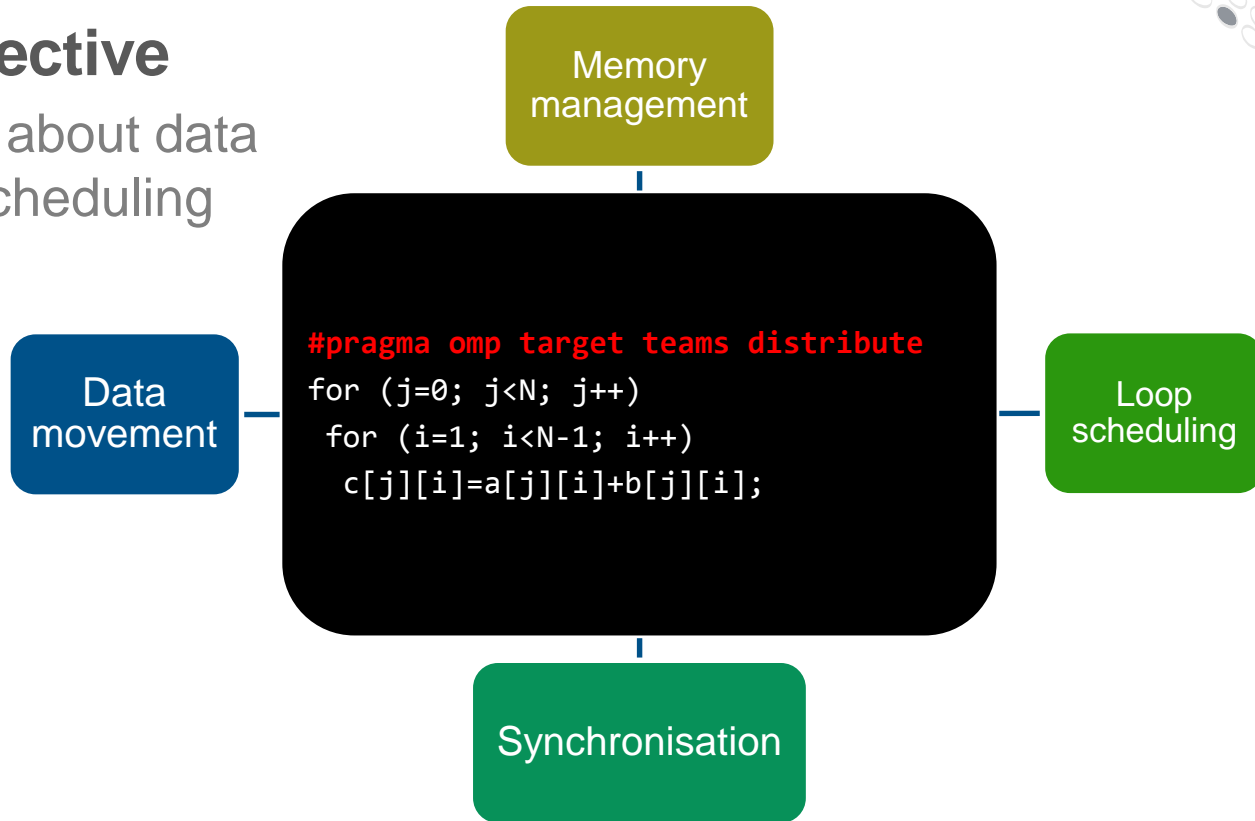 ective
about data
cheduling
Memory
management
#pragma omp target teams distribute
for (j=0; j<N; j++)
for (i=1; i<N-1; i++)
c[j][i]=a[j][i]+b[j][i];
Data
movement
Loop
scheduling
Synchronisation